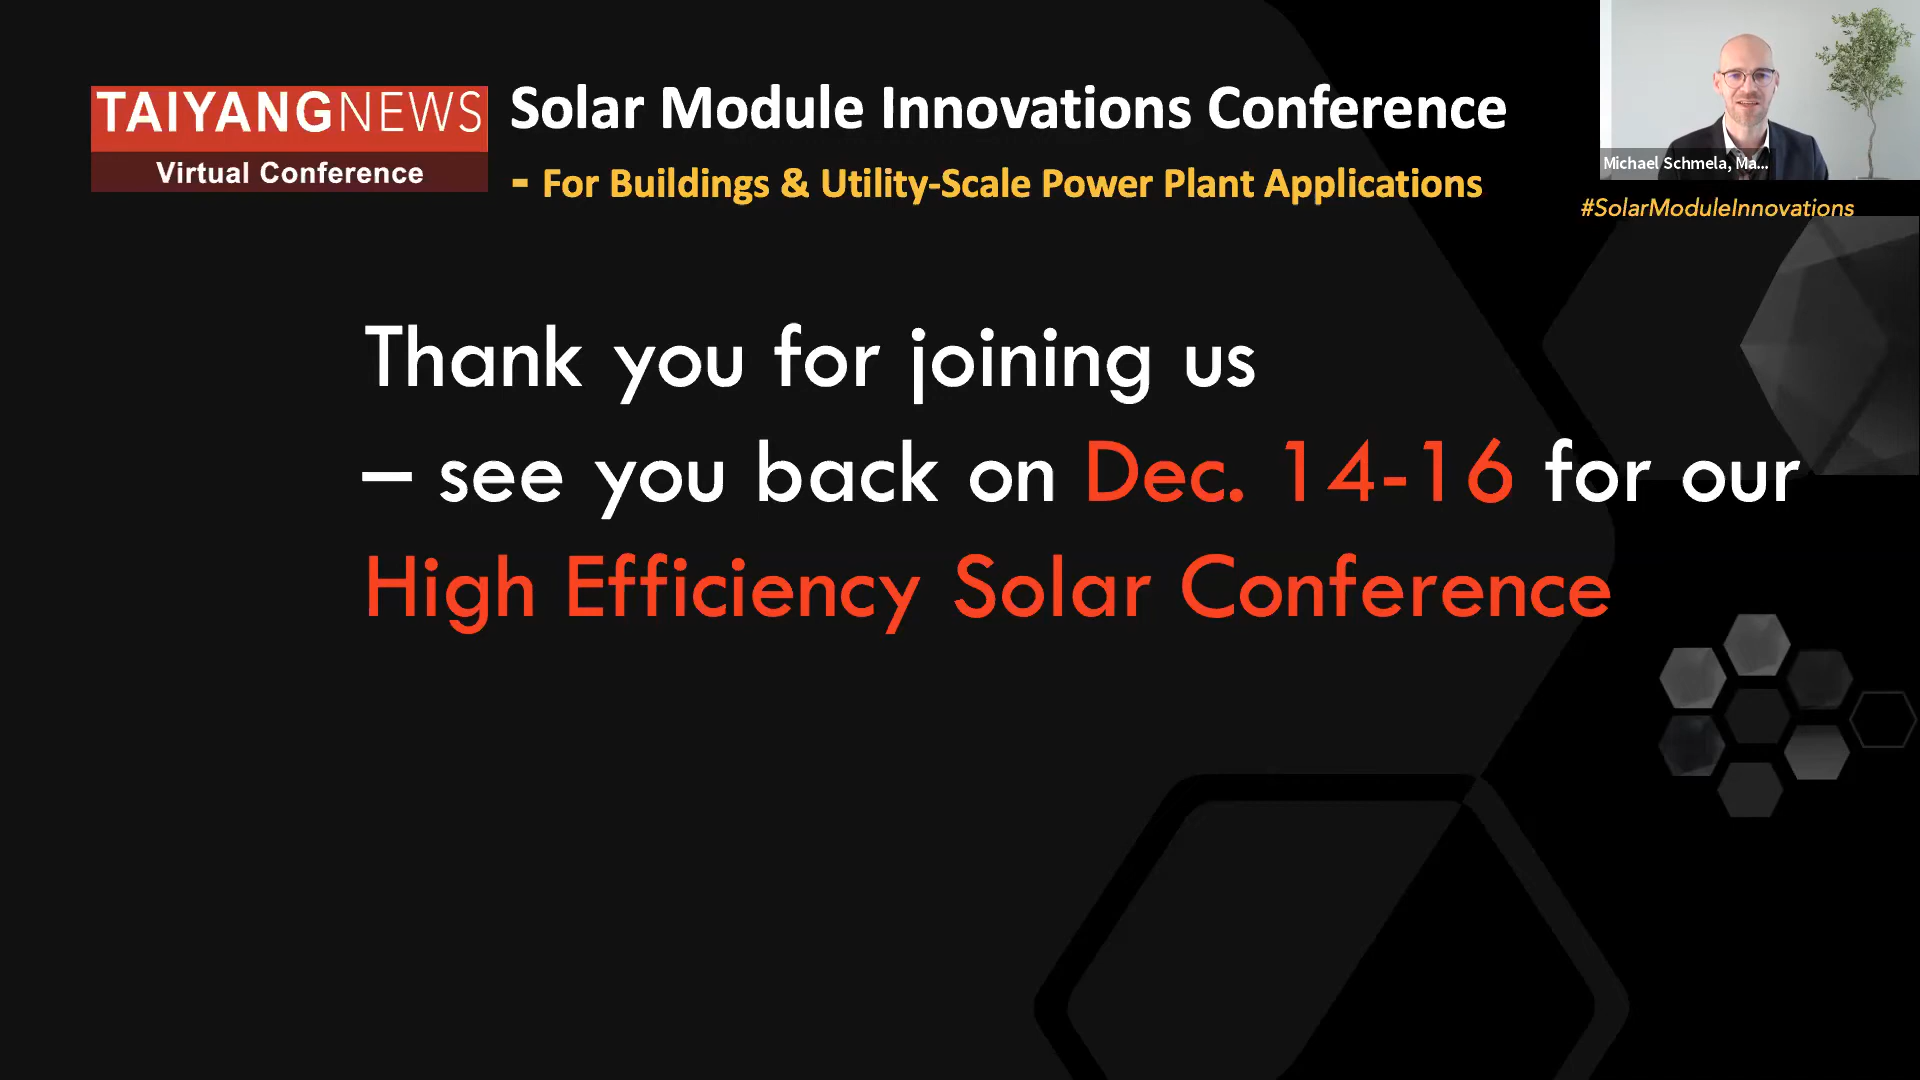 TAIYANGNEWS
Virtual Conference
Solar Module Innovations Conference
- For Buildings & Utility-Scale Power Plant Applications
Michael Schmela, Ma...
#SolarModuleInnovations
Thank you for joining us
– see you back on Dec. 14-16 for our
High Efficiency Solar Conference